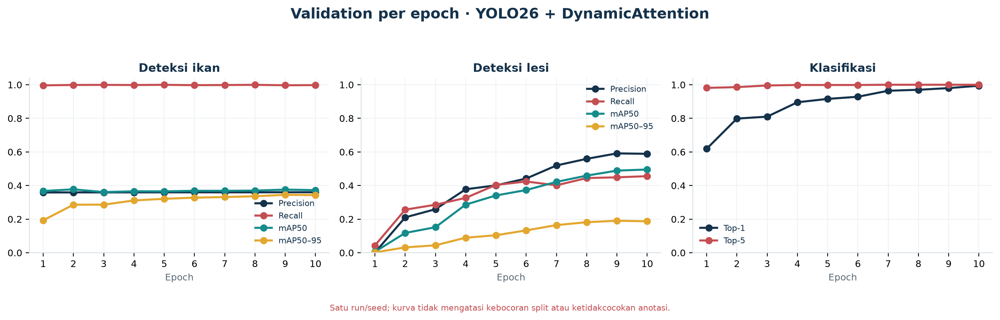 Validation per epoch · YOLO26 + DynamicAttention
Deteksi ikan
1.0
0.8
0.6
0.4
0.2
0.0
1 2 3 4 5 6 7 8 9 10
Epoch
Precision
Recall
mAP50
mAP50–95
Deteksi lesi
1.0
0.8
0.6
0.4
0.2
0.0
1 2 3 4 5 6 7 8 9 10
Epoch
Precision
Recall
mAP50
mAP50–95
Klasifikasi
1.0
0.8
0.6
0.4
0.2
0.0
1 2 3 4 5 6 7 8 9 10
Epoch
Top-1
Top-5
Satu run/seed; kurva tidak mengatasi kebocoran split atau ketidakcocokan anotasi.